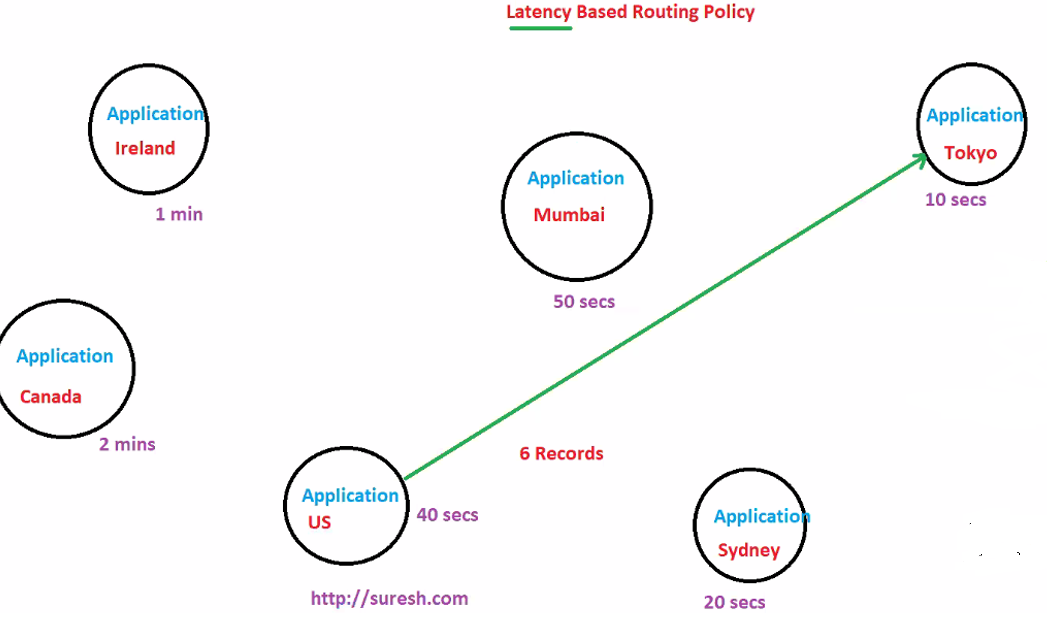 Latency Based Routing Policy
Application
Ireland
1 min
Application
Mumbai
50 secs
Application
Tokyo
10 secs
Application
Canada
2 mins
6 Records
Application
US
40 secs
http://suresh.com
Application
Sydney
20 secs